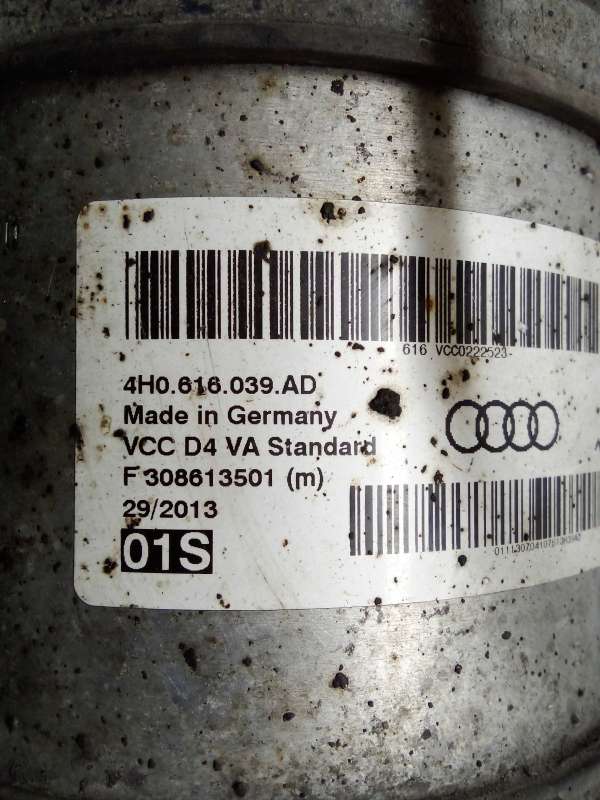 616 VCC0222523-
4H0.616.039.AD
Made in Germany
VCC D4 VA Standard
F 308613501 (m)
29/2013
01S